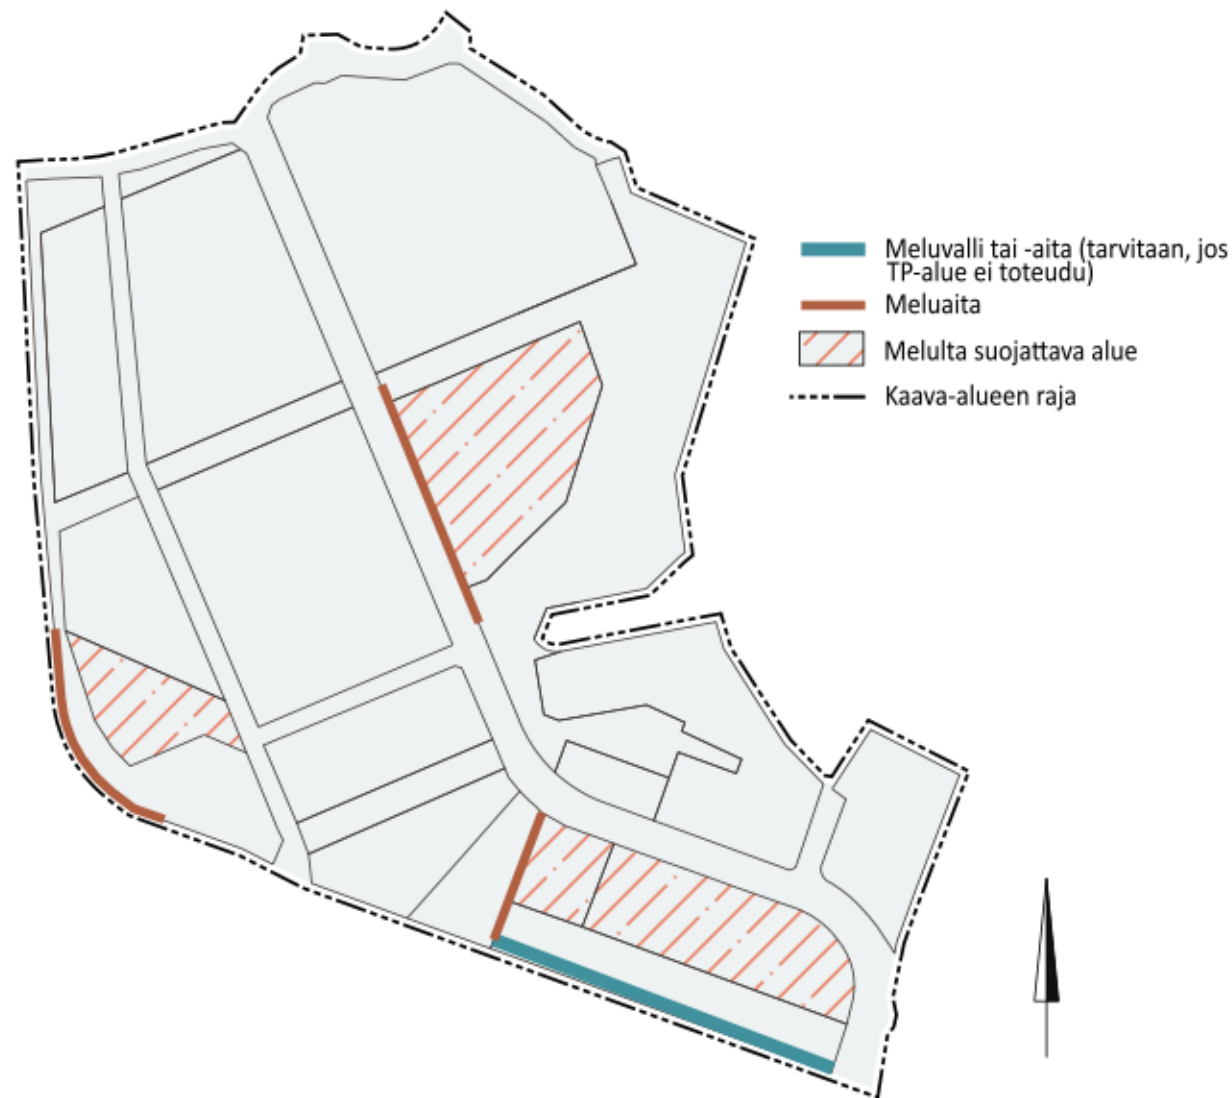 Meluvalli tai -aita (tarvitaan, jos
TP-alue ei toteudu)
Meluaita
Melulta suojattava alue
Kaava-alueen raja